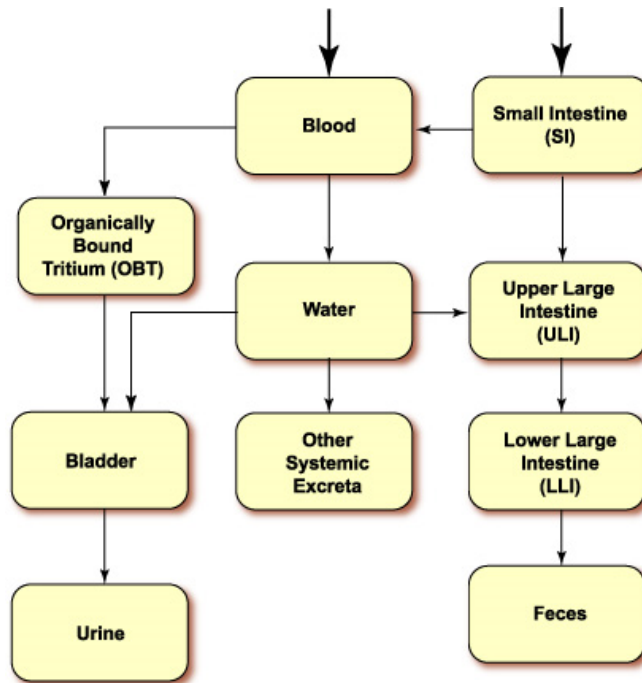 Blood
Small Intestine
(SI)
Organically
Bound
Tritium (OBT)
Water
Upper Large
Intestine
(ULI)
Bladder
Other
Systemic
Excreta
Lower Large
Intestine
(LLI)
Urine
Feces